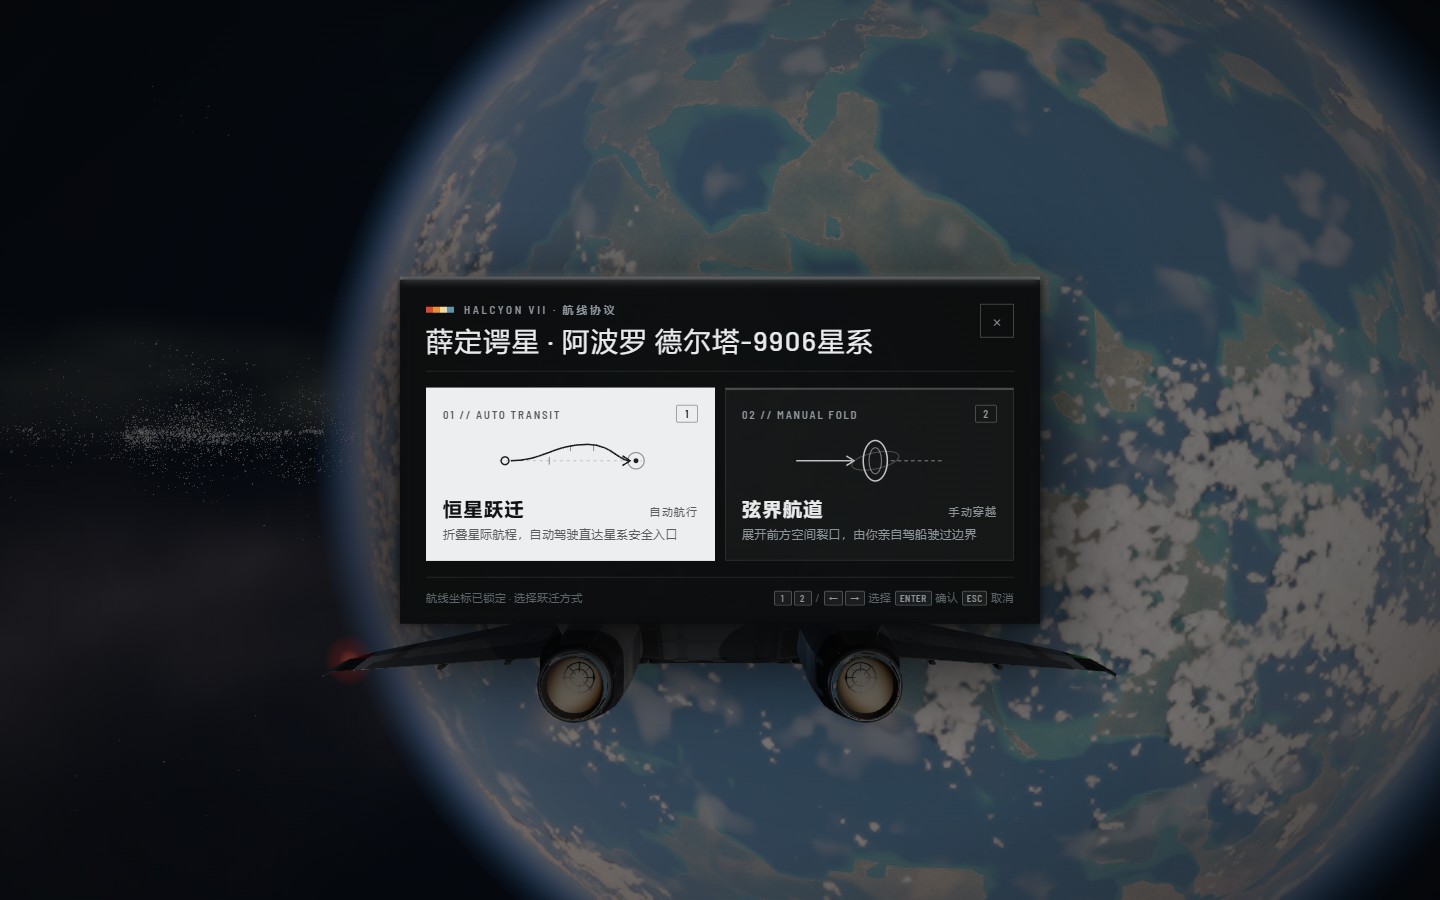 HALCYON VII · 航线协议
薛定谔星 · 阿波罗 德尔塔-9906星系
×
01 // AUTO TRANSIT 1
恒星跃迁 自动航行
折叠星际航程，自动驾驶直达星系安全入口
02 // MANUAL FOLD 2
弦界航道 手动穿越
展开前方空间裂口，由你亲自驾船驶过边界
航线坐标已锁定 · 选择跃迁方式
1 2 / ← → 选择 ENTER 确认 ESC 取消